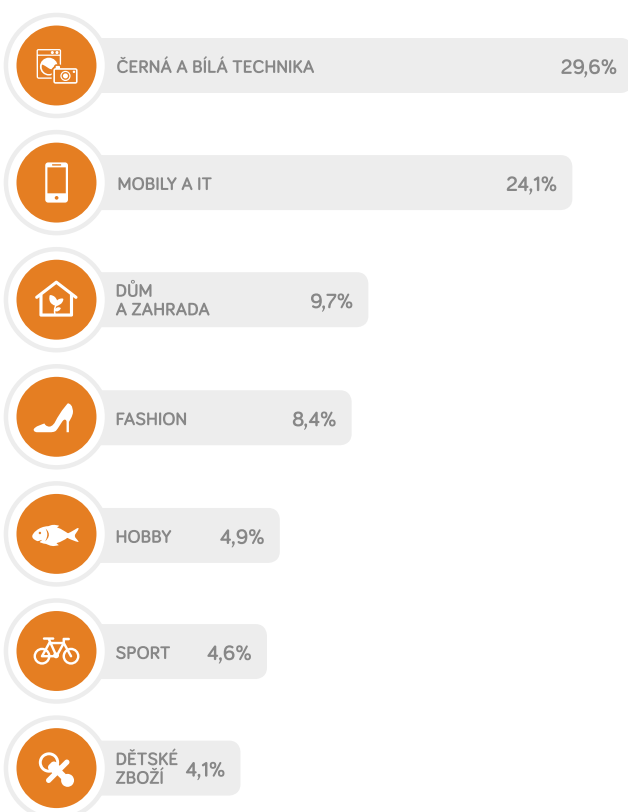 ČERNÁ A BÍLÁ TECHNIKA 29,6%
MOBILY A IT 24,1%
DŮM
A ZAHRADA 9,7%
FASHION 8,4%
HOBBY 4,9%
SPORT 4,6%
DĚTSKÉ
ZBOŽÍ 4,1%